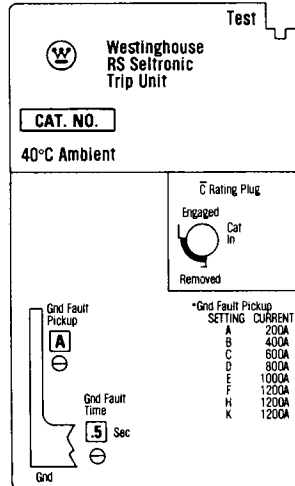 Test
W
Westinghouse
RS Seltronic
Trip Unit
CAT. NO.
40°C Ambient
C̅ Rating Plug
Engaged
Cat
In
Removed
Gnd Fault
Pickup
A
Gnd Fault
Time
.5 Sec
Gnd
*Gnd Fault Pickup
SETTING CURRENT
A 200A
B 400A
C 600A
D 800A
E 1000A
F 1200A
H 1200A
K 1200A